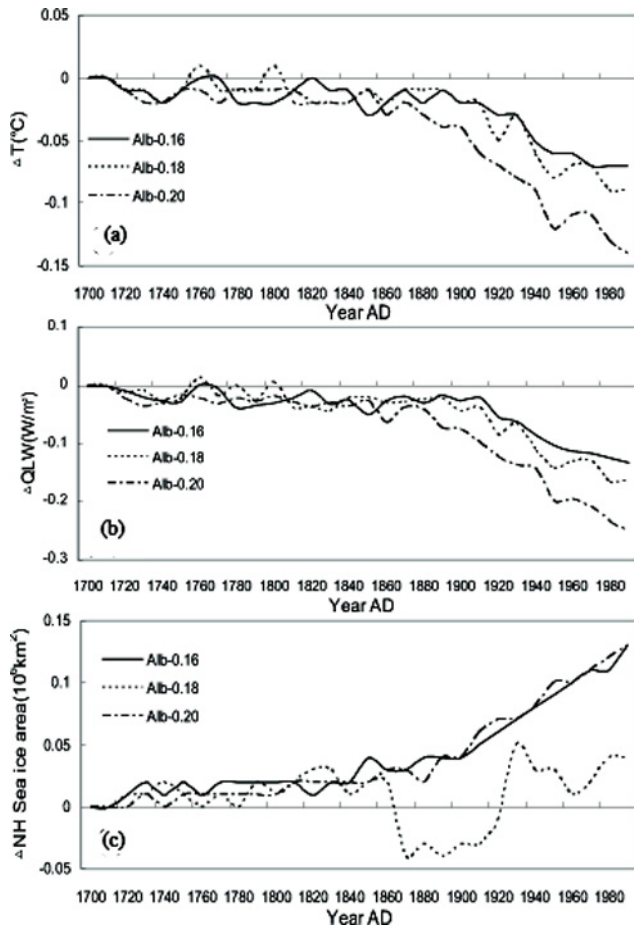 0.05
0
-0.05
-0.1
-0.15
△T(°C)
Alb-0.16
Alb-0.18
Alb-0.20
(a)
1700 1720 1740 1760 1780 1800 1820 1840 1860 1880 1900 1920 1940 1960 1980
Year AD
0.1
0
-0.1
-0.2
-0.3
△QLW(W/m²)
Alb-0.16
Alb-0.18
Alb-0.20
(b)
1700 1720 1740 1760 1780 1800 1820 1840 1860 1880 1900 1920 1940 1960 1980
Year AD
0.15
0.1
0.05
0
-0.05
△NH Sea ice area(10⁶km²)
Alb-0.16
Alb-0.18
Alb-0.20
(c)
1700 1720 1740 1760 1780 1800 1820 1840 1860 1880 1900 1920 1940 1960 1980
Year AD